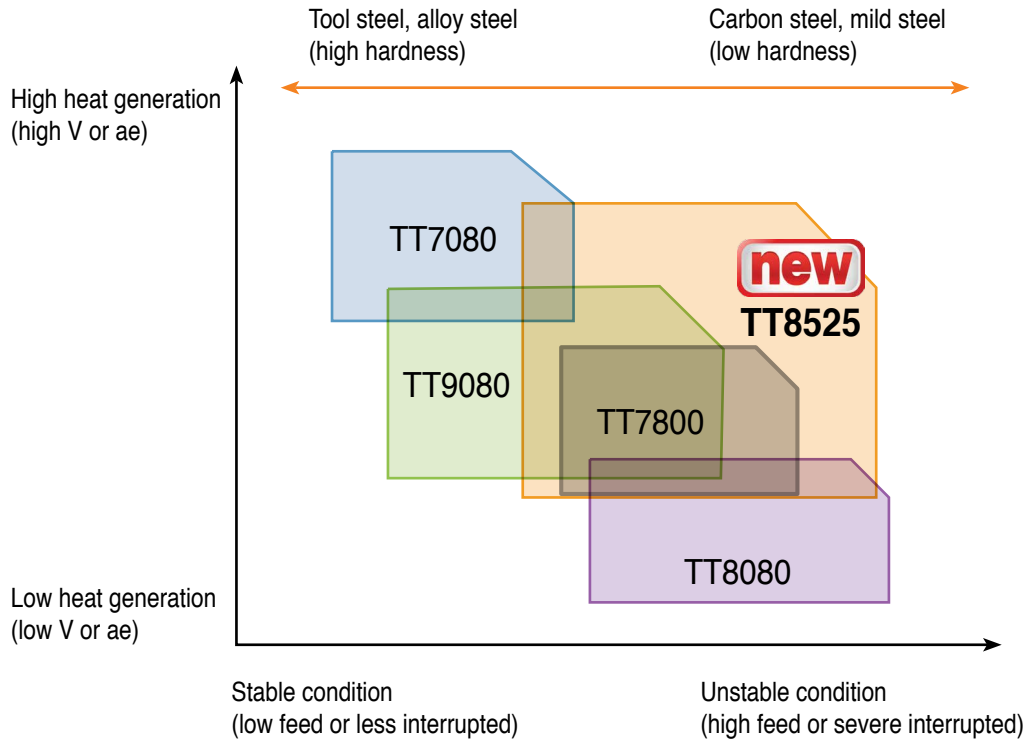 Tool steel, alloy steel
(high hardness)
Carbon steel, mild steel
(low hardness)
High heat generation
(high V or ae)
TT7080
new
TT8525
TT9080
TT7800
TT8080
Low heat generation
(low V or ae)
Stable condition
(low feed or less interrupted)
Unstable condition
(high feed or severe interrupted)